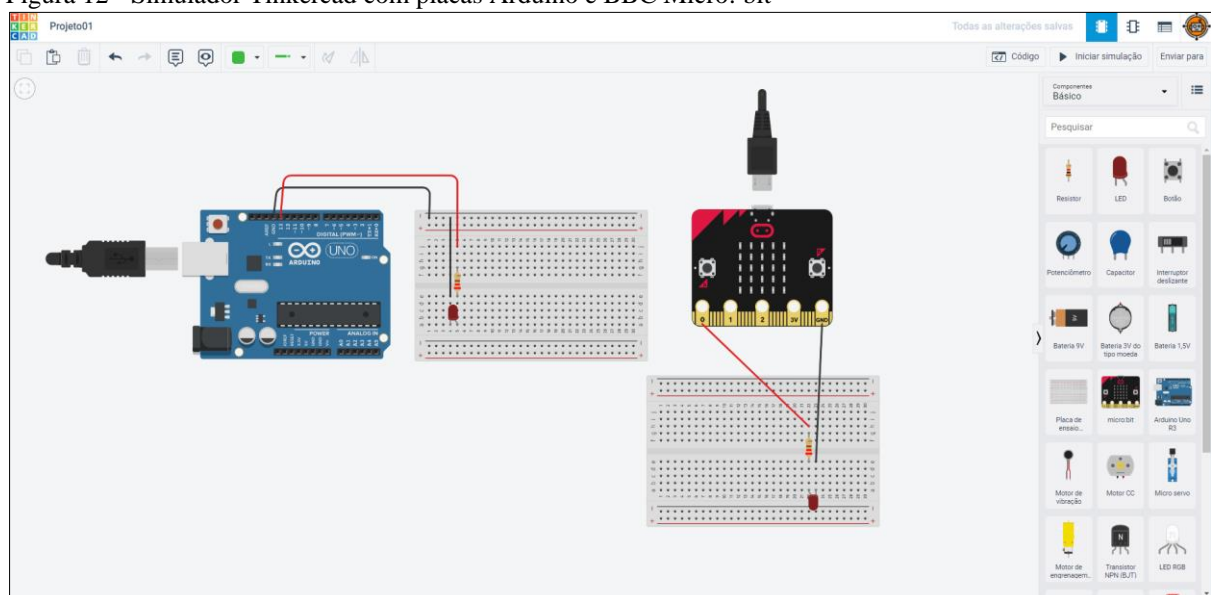 Figura 12 - Simulador Tinkercad com placas Arduino e BBC Micro: bit
TIN
KER
CAD
Projeto01
Todas as alterações salvas
Código
Iniciar simulação
Enviar para
Componentes
Básico
Pesquisar
Resistor
LED
Botão
Potenciômetro
Capacitor
Interruptor deslizante
Bateria 9V
Bateria 3V do tipo moeda
Bateria 1,5V
Placa de ensaio...
micro:bit
Arduino Uno R3
Motor de vibração
Motor CC
Micro servo
Motor de engrenagem...
Transistor NPN (BJT)
LED RGB
DIGITAL (PWM~)
UNO
ARDUINO
POWER
ANALOG IN
0 1 2 3V GND